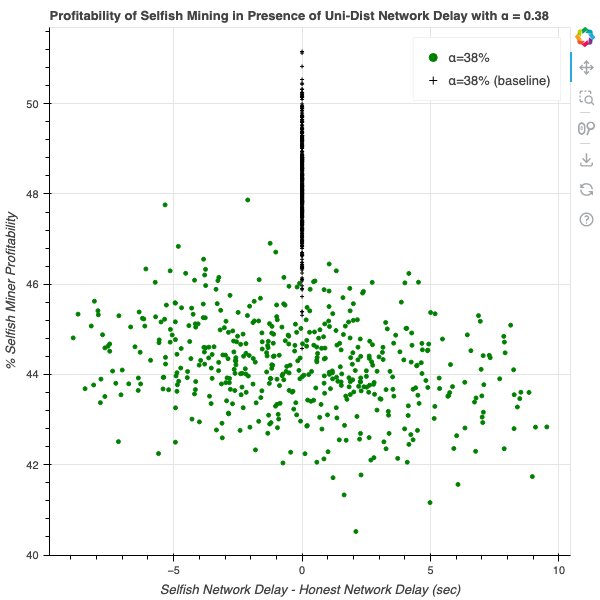 Profitability of Selfish Mining in Presence of Uni-Dist Network Delay with α = 0.38
α=38%
α=38% (baseline)
% Selfish Miner Profitability
50
48
46
44
42
40
−5
0
5
10
Selfish Network Delay - Honest Network Delay (sec)